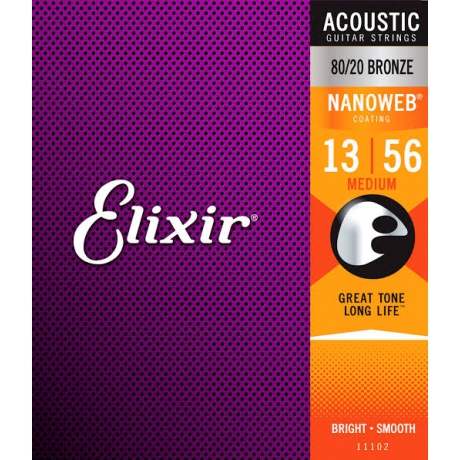 ACOUSTIC
GUITAR STRINGS
80/20 BRONZE
NANOWEB®
COATING
13 | 56
MEDIUM
Elixir®
GREAT TONE
LONG LIFE™
BRIGHT • SMOOTH
11102